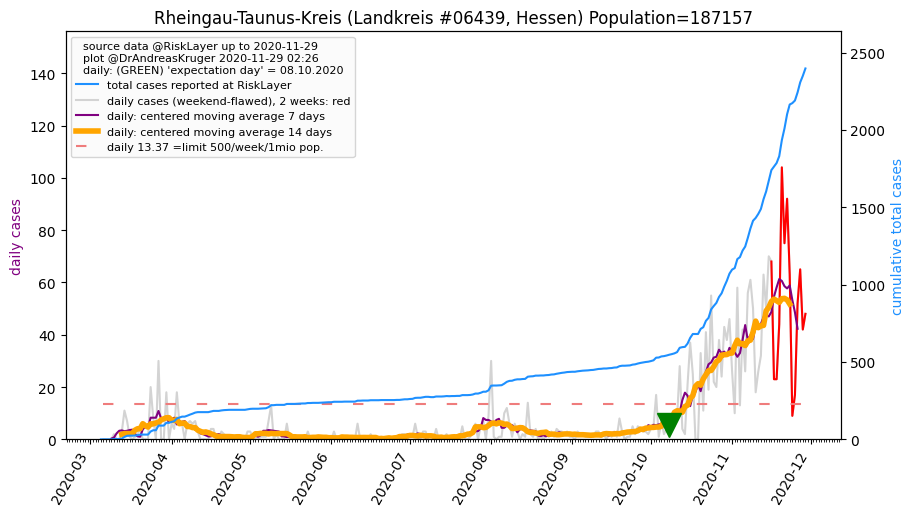 Rheingau-Taunus-Kreis (Landkreis #06439, Hessen) Population=187157
source data @RiskLayer up to 2020-11-29
plot @DrAndreasKruger 2020-11-29 02:26
daily: (GREEN) 'expectation day' = 08.10.2020
total cases reported at RiskLayer
daily cases (weekend-flawed), 2 weeks: red
daily: centered moving average 7 days
daily: centered moving average 14 days
daily 13.37 =limit 500/week/1mio pop.
daily cases
140
120
100
80
60
40
20
0
2500
2000
1500
1000
500
0
cumulative total cases
2020-03
2020-04
2020-05
2020-06
2020-07
2020-08
2020-09
2020-10
2020-11
2020-12